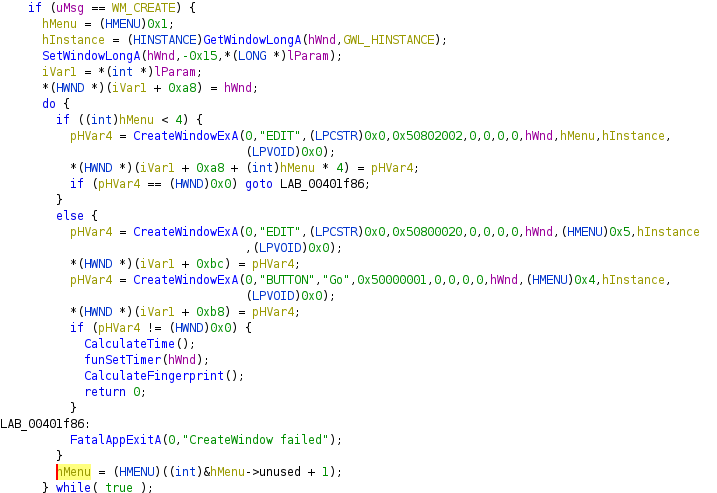 if (uMsg == WM_CREATE) {
hMenu = (HMENU)0x1;
hInstance = (HINSTANCE)GetWindowLongA(hWnd,GWL_HINSTANCE);
SetWindowLongA(hWnd,-0x15,*(LONG *)lParam);
iVar1 = *(int *)lParam;
*(HWND *)(iVar1 + 0xa8) = hWnd;
do {
if ((int)hMenu < 4) {
pHVar4 = CreateWindowExA(0,"EDIT",(LPCSTR)0x0,0x50802002,0,0,0,0,hWnd,hMenu,hInstance,
(LPVOID)0x0);
*(HWND *)(iVar1 + 0xa8 + (int)hMenu * 4) = pHVar4;
if (pHVar4 == (HWND)0x0) goto LAB_00401f86;
}
else {
pHVar4 = CreateWindowExA(0,"EDIT",(LPCSTR)0x0,0x50800020,0,0,0,0,hWnd,(HMENU)0x5,hInstance
,(LPVOID)0x0);
*(HWND *)(iVar1 + 0xbc) = pHVar4;
pHVar4 = CreateWindowExA(0,"BUTTON","Go",0x50000001,0,0,0,0,hWnd,(HMENU)0x4,hInstance,
(LPVOID)0x0);
*(HWND *)(iVar1 + 0xb8) = pHVar4;
if (pHVar4 != (HWND)0x0) {
CalculateTime();
funSetTimer(hWnd);
CalculateFingerprint();
return 0;
}
LAB_00401f86:
FatalAppExitA(0,"CreateWindow failed");
}
hMenu = (HMENU)((int)&hMenu->unused + 1);
} while( true );